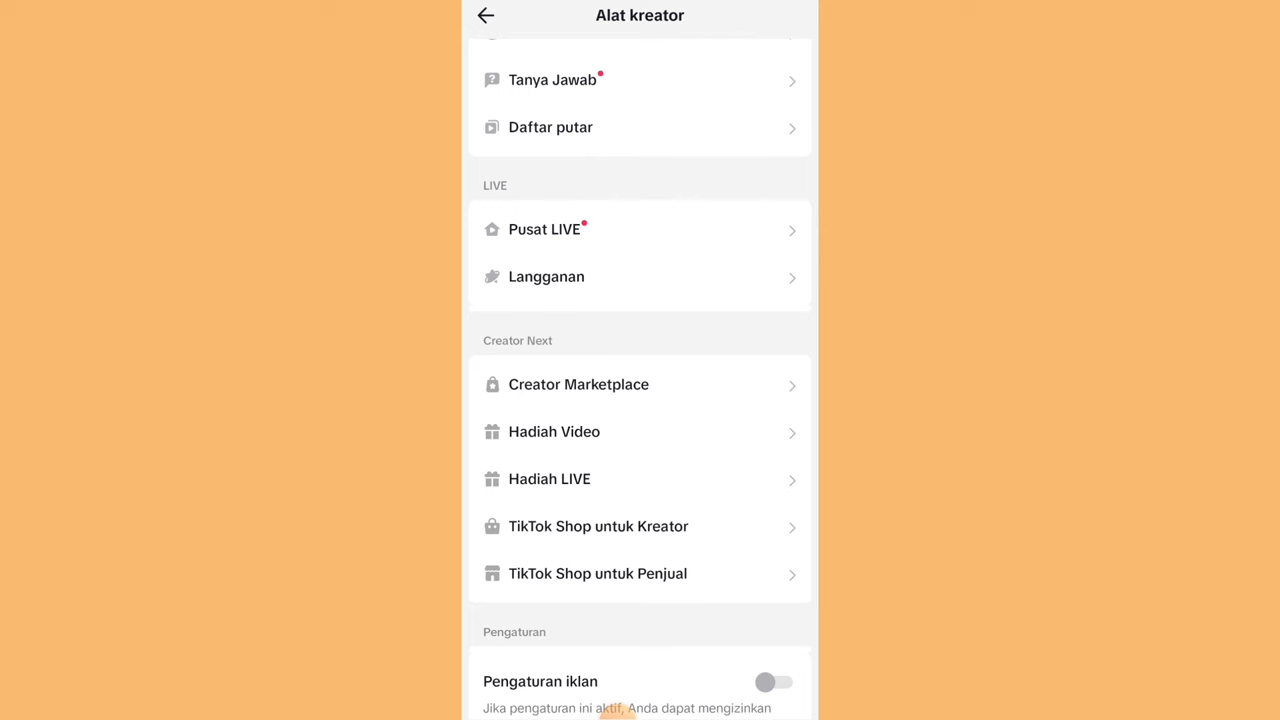 Alat kreator
Tanya Jawab
Daftar putar
LIVE
Pusat LIVE
Langganan
Creator Next
Creator Marketplace
Hadiah Video
Hadiah LIVE
TikTok Shop untuk Kreator
TikTok Shop untuk Penjual
Pengaturan
Pengaturan iklan
Jika pengaturan ini aktif, Anda dapat mengizinkan